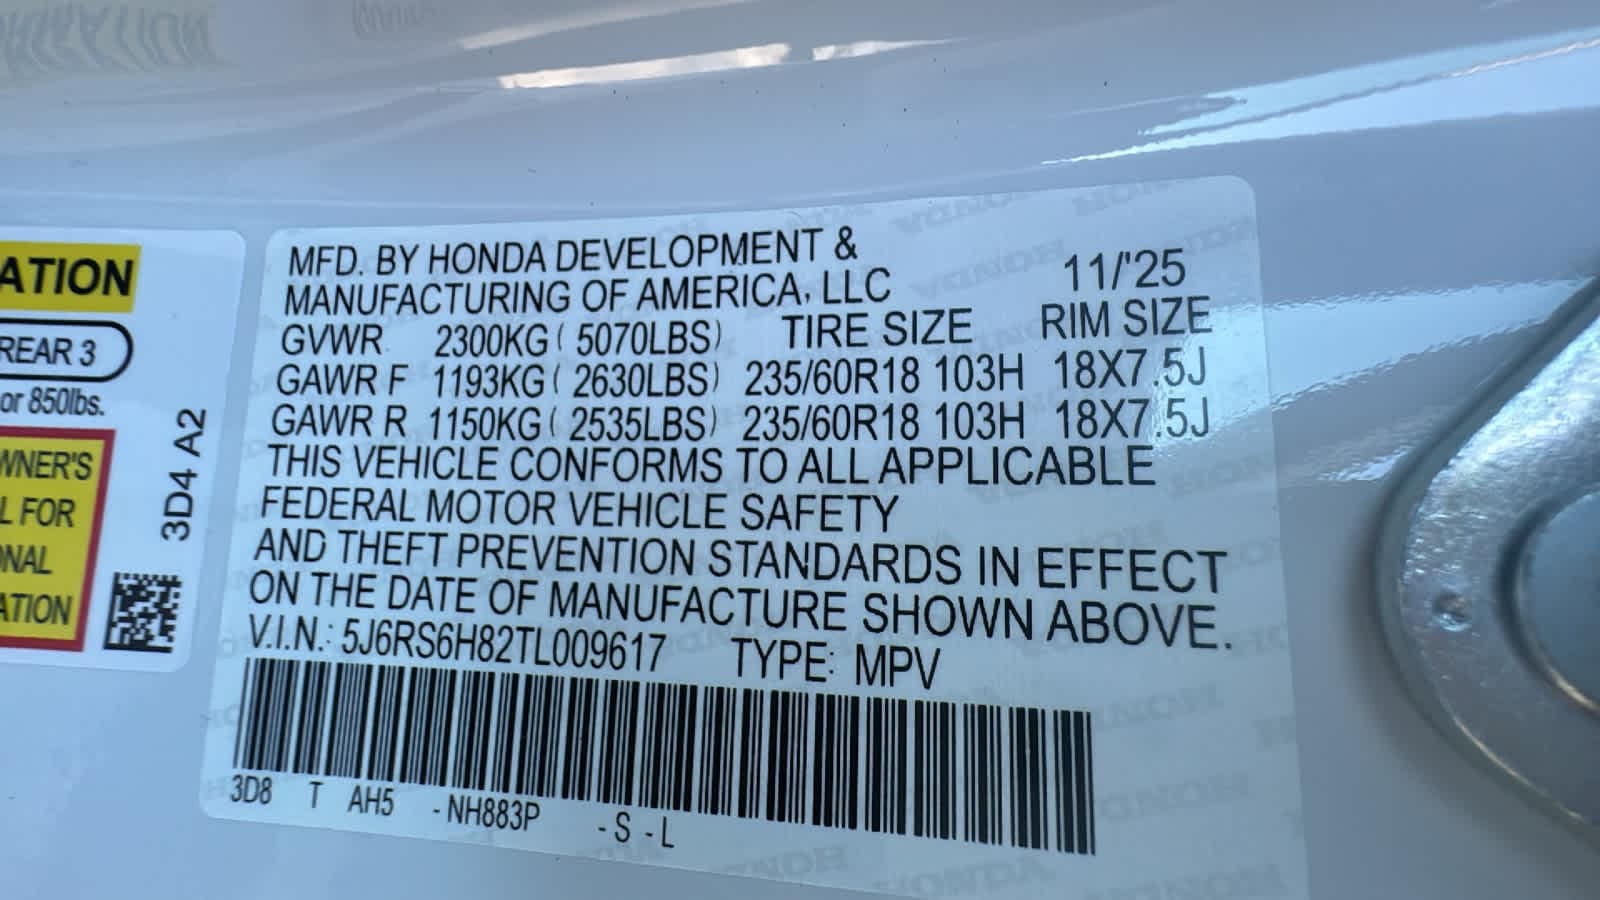 ATION
REAR 3
or 850lbs.
WNER'S
L FOR
ONAL
ATION
3D4 A2
MFD. BY HONDA DEVELOPMENT &
MANUFACTURING OF AMERICA, LLC 11/'25
GVWR 2300KG ( 5070LBS) TIRE SIZE RIM SIZE
GAWR F 1193KG ( 2630LBS) 235/60R18 103H 18X7.5J
GAWR R 1150KG ( 2535LBS) 235/60R18 103H 18X7.5J
THIS VEHICLE CONFORMS TO ALL APPLICABLE
FEDERAL MOTOR VEHICLE SAFETY
AND THEFT PREVENTION STANDARDS IN EFFECT
ON THE DATE OF MANUFACTURE SHOWN ABOVE.
V.I.N.: 5J6RS6H82TL009617 TYPE: MPV
3D8 T AH5 -NH883P -S -L